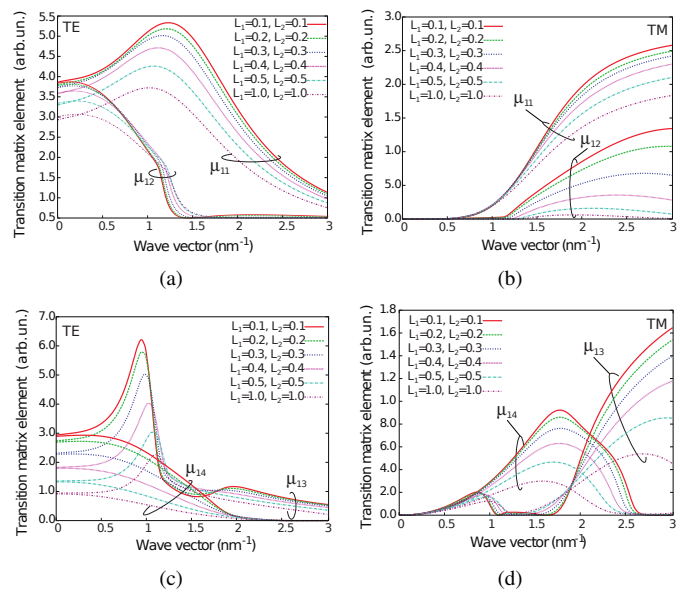 TE
L₁=0.1, L₂=0.1
L₁=0.2, L₂=0.2
L₁=0.3, L₂=0.3
L₁=0.4, L₂=0.4
L₁=0.5, L₂=0.5
L₁=1.0, L₂=1.0
μ₁₂
μ₁₁
Transition matrix element (arb.un.)
5.5
5.0
4.5
4.0
3.5
3.0
2.5
2.0
1.5
1.0
0.5
0
0.5
1
1.5
2
2.5
3
Wave vector (nm⁻¹)
(a)
TM
L₁=0.1, L₂=0.1
L₁=0.2, L₂=0.2
L₁=0.3, L₂=0.3
L₁=0.4, L₂=0.4
L₁=0.5, L₂=0.5
L₁=1.0, L₂=1.0
μ₁₁
μ₁₂
Transition matrix element (arb.un.)
3.0
2.5
2.0
1.5
1.0
0.5
0.0
0
0.5
1
1.5
2
2.5
3
Wave vector (nm⁻¹)
(b)
TE
L₁=0.1, L₂=0.1
L₁=0.2, L₂=0.2
L₁=0.3, L₂=0.3
L₁=0.4, L₂=0.4
L₁=0.5, L₂=0.5
L₁=1.0, L₂=1.0
μ₁₄
μ₁₃
Transition matrix element (arb.un.)
7.0
6.0
5.0
4.0
3.0
2.0
1.0
0.0
0
0.5
1
1.5
2
2.5
3
Wave vector (nm⁻¹)
(c)
TM
L₁=0.1, L₂=0.1
L₁=0.2, L₂=0.2
L₁=0.3, L₂=0.3
L₁=0.4, L₂=0.4
L₁=0.5, L₂=0.5
L₁=1.0, L₂=1.0
μ₁₃
μ₁₄
Transition matrix element (arb.un.)
1.8
1.6
1.4
1.2
1.0
8.0
6.0
4.0
2.0
0.0
0
0.5
1
1.5
2
2.5
3
Wave vector (nm⁻¹)
(d)